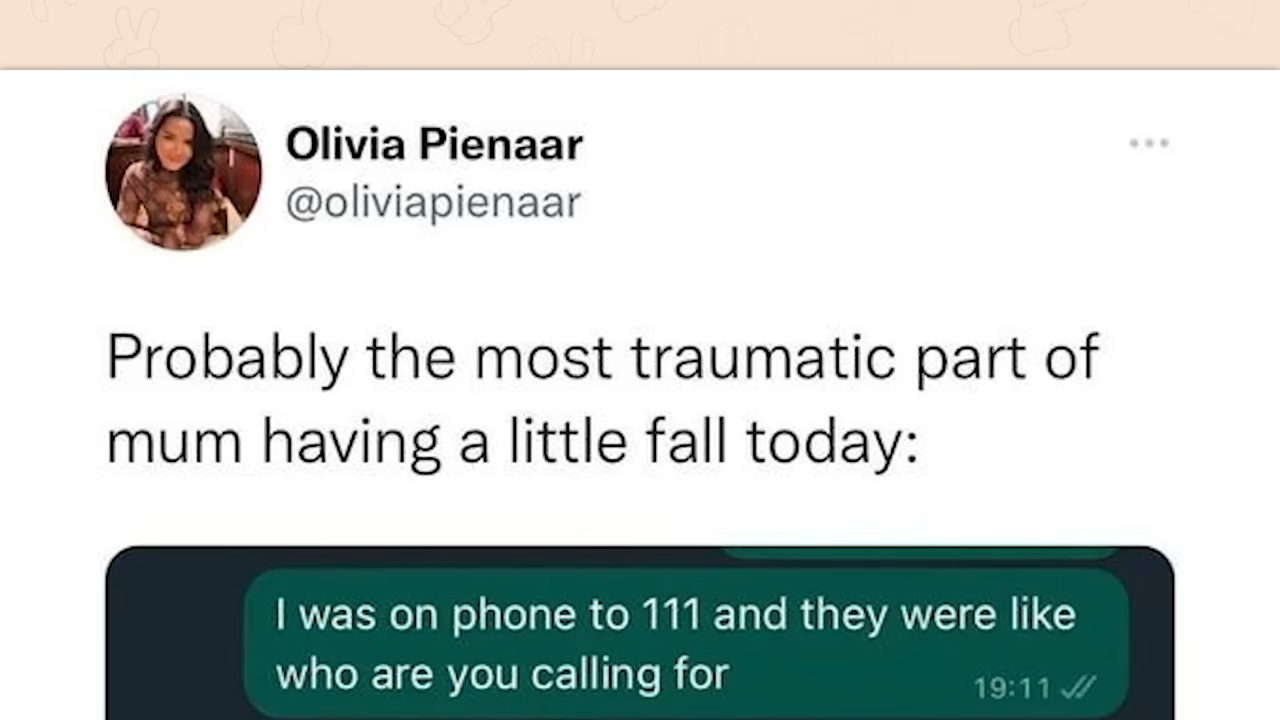 Olivia Pienaar
@oliviapienaar
Probably the most traumatic part of
mum having a little fall today:
I was on phone to 111 and they were like
who are you calling for
19:11